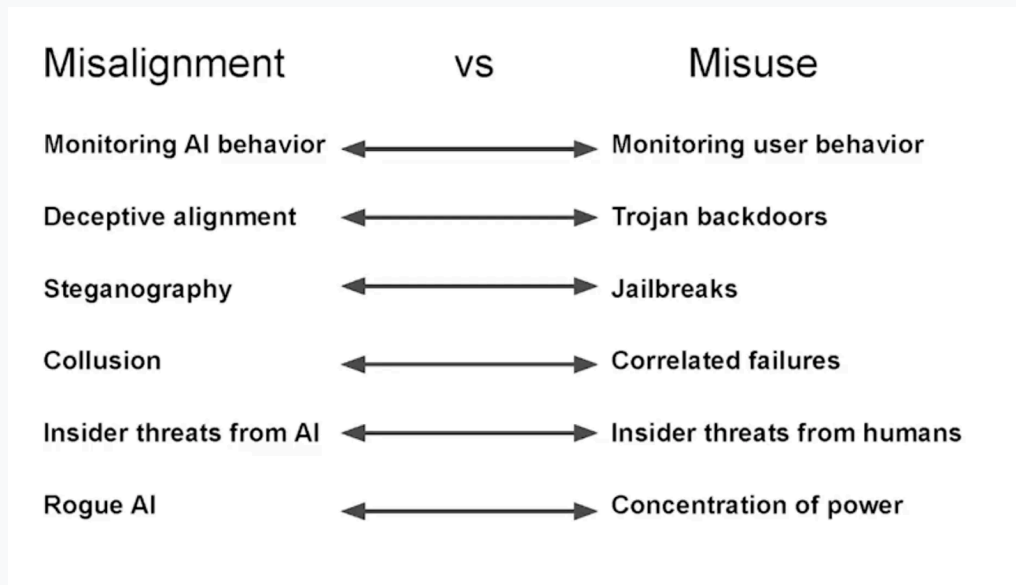 Misalignment vs Misuse
Monitoring AI behavior Monitoring user behavior
Deceptive alignment Trojan backdoors
Steganography Jailbreaks
Collusion Correlated failures
Insider threats from AI Insider threats from humans
Rogue AI Concentration of power